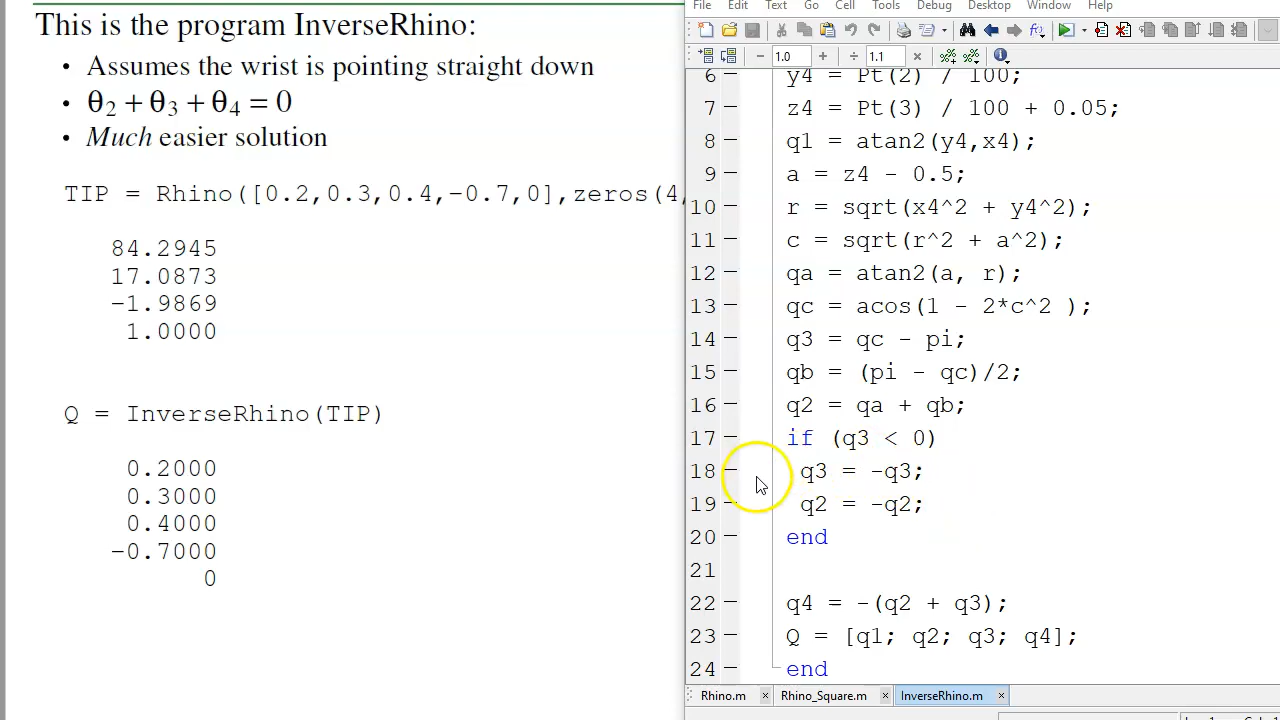 This is the program InverseRhino:
• Assumes the wrist is pointing straight down
• θ2 + θ3 + θ4 = 0
• Much easier solution
TIP = Rhino([0.2,0.3,0.4,-0.7,0],zeros(4,
84.2945
17.0873
-1.9869
1.0000
Q = InverseRhino(TIP)
0.2000
0.3000
0.4000
-0.7000
0
File Edit Text Go Cell Tools Debug Desktop Window Help
− 1.0 + ÷ 1.1 ×
6 − y4 = Pt(2) / 100;
7 − z4 = Pt(3) / 100 + 0.05;
8 − q1 = atan2(y4,x4);
9 − a = z4 - 0.5;
10 − r = sqrt(x4^2 + y4^2);
11 − c = sqrt(r^2 + a^2);
12 − qa = atan2(a, r);
13 − qc = acos(1 - 2*c^2 );
14 − q3 = qc - pi;
15 − qb = (pi - qc)/2;
16 − q2 = qa + qb;
17 − if (q3 < 0)
18 − q3 = -q3;
19 − q2 = -q2;
20 − end
21
22 − q4 = -(q2 + q3);
23 − Q = [q1; q2; q3; q4];
24 − end
Rhino.m × Rhino_Square.m × InverseRhino.m ×